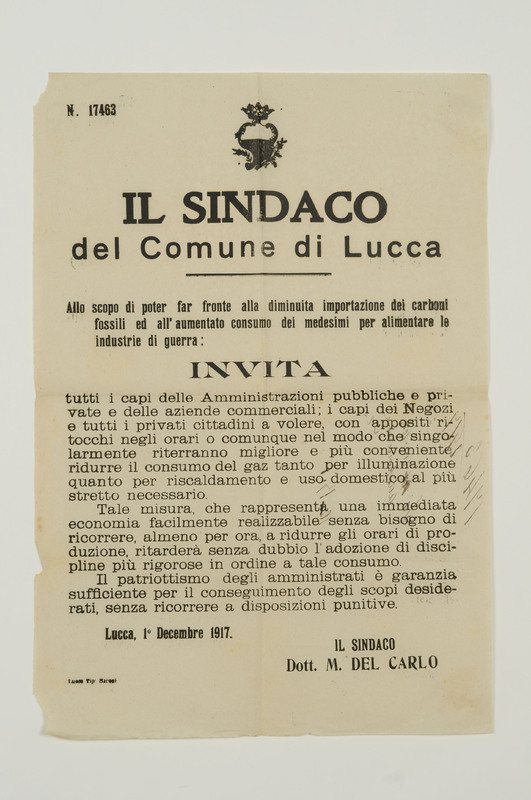 N. 17463
IL SINDACO
del Comune di Lucca
Allo scopo di poter far fronte alla diminuita importazione dei carboni
fossili ed all'aumentato consumo dei medesimi per alimentare le
industrie di guerra:
INVITA
tutti i capi delle Amministrazioni pubbliche e pri-
vate e delle aziende commerciali; i capi dei Negozi
e tutti i privati cittadini a volere, con appositi ri-
tocchi negli orari o comunque nel modo che singo-
larmente riterranno migliore e più conveniente,
ridurre il consumo del gaz tanto per illuminazione
quanto per riscaldamento e uso domestico, al più
stretto necessario.
Tale misura, che rappresenta una immediata
economia facilmente realizzabile senza bisogno di
ricorrere, almeno per ora, a ridurre gli orari di pro-
duzione, ritarderà senza dubbio l'adozione di disci-
pline più rigorose in ordine a tale consumo.
Il patriottismo degli amministrati è garanzia
sufficiente per il conseguimento degli scopi deside-
rati, senza ricorrere a disposizioni punitive.
Lucca, 1° Decembre 1917.
IL SINDACO
Dott. M. DEL CARLO
Lucca Tip